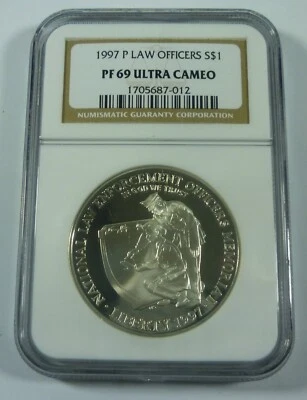 1997 P LAW OFFICERS S$1
PF 69 ULTRA CAMEO
1705687-012
NUMISMATIC GUARANTY CORPORATION
NATIONAL LAW ENFORCEMENT OFFICERS MEMORIAL
IN GOD WE TRUST
LIBERTY 1997